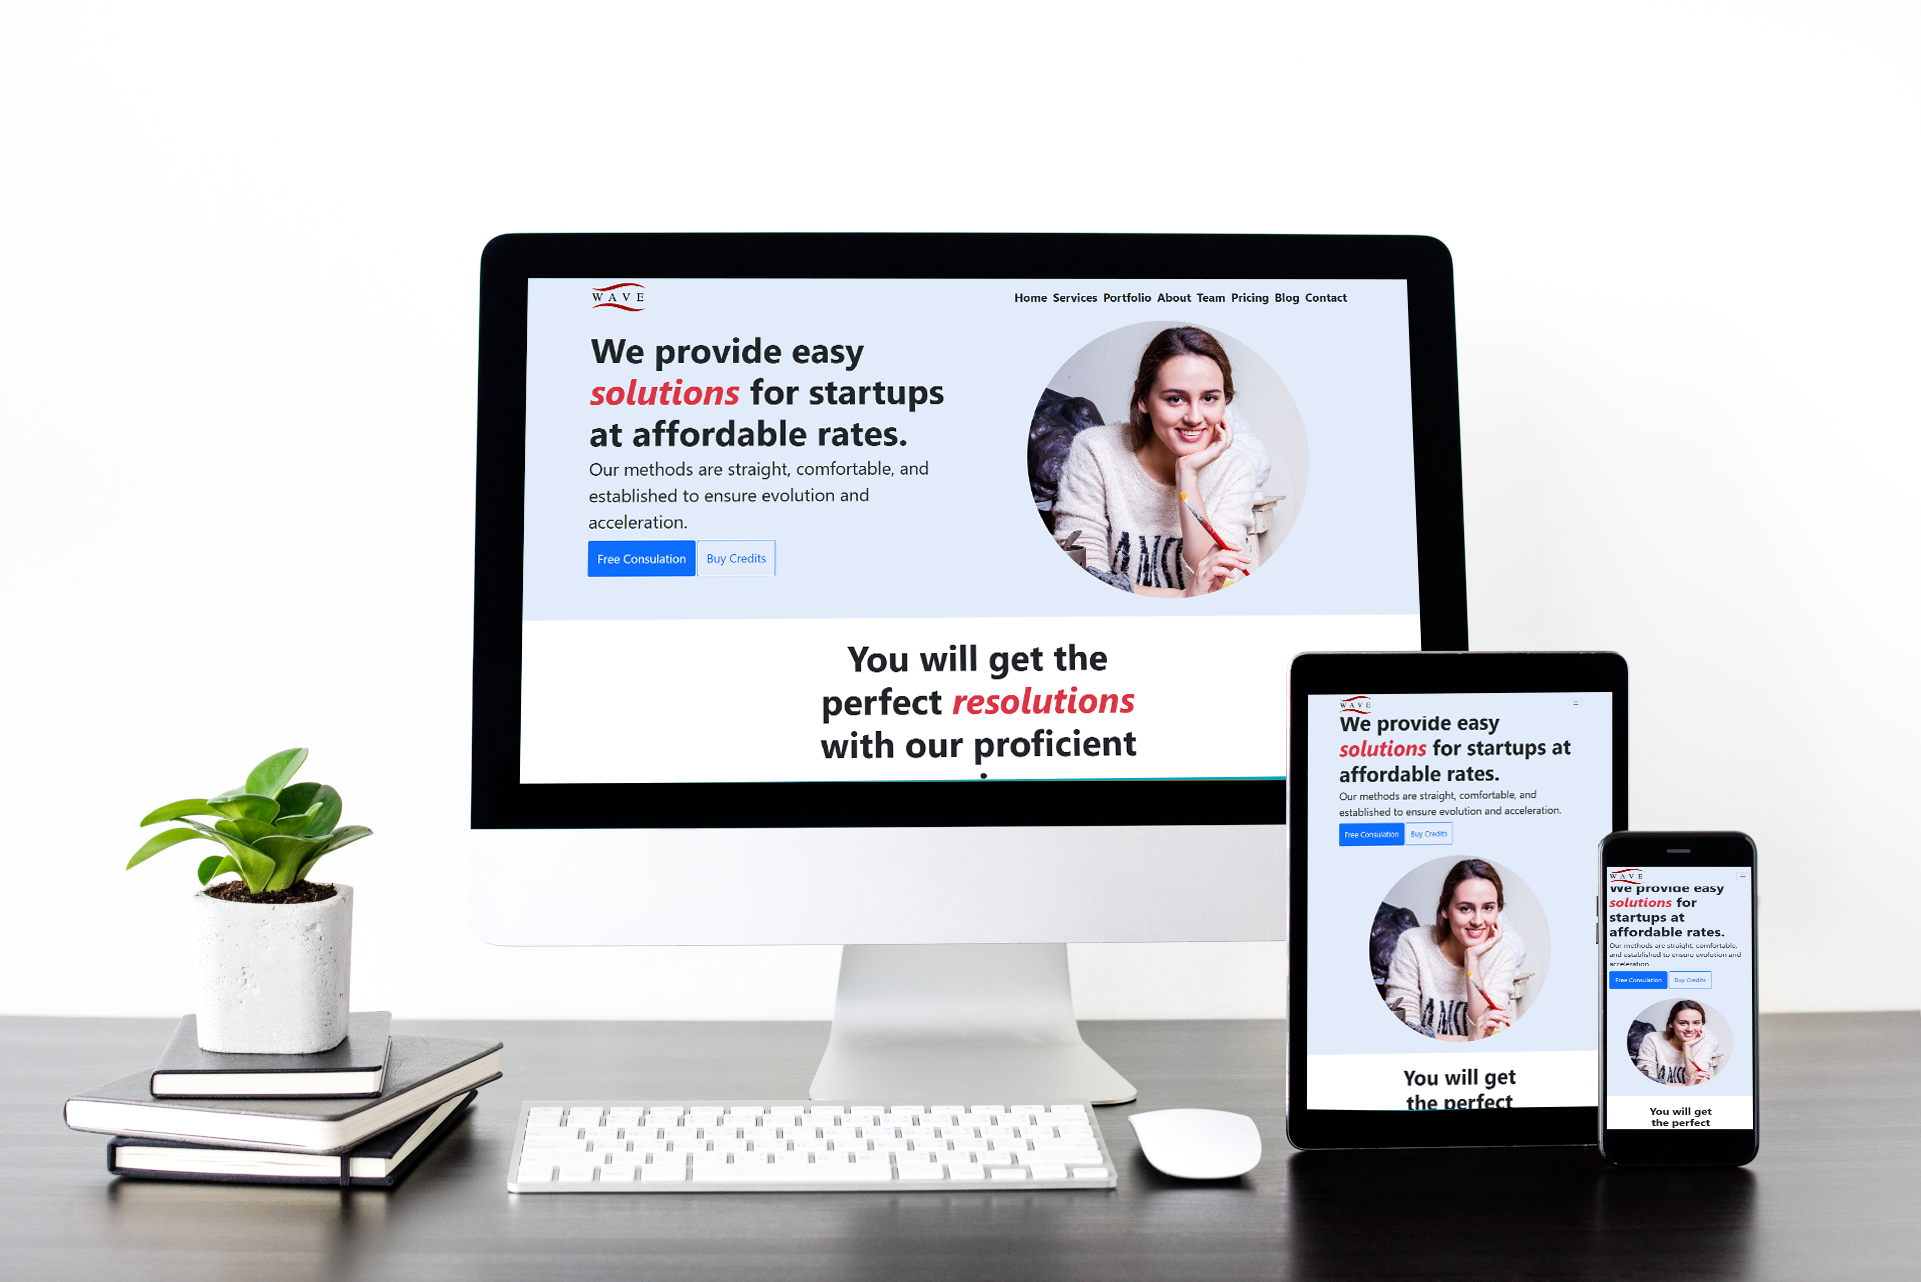 WAVE
Home Services Portfolio About Team Pricing Blog Contact
We provide easy
solutions for startups
at affordable rates.
Our methods are straight, comfortable, and
established to ensure evolution and
acceleration.
Free Consulation
Buy Credits
You will get the
perfect resolutions
with our proficient
WAVE
We provide easy
solutions for startups at
affordable rates.
Our methods are straight, comfortable, and
established to ensure evolution and acceleration.
Free Consulation
Buy Credits
You will get
the perfect
WAVE
We provide easy
solutions for
startups at
affordable rates.
Our methods are straight, comfortable,
and established to ensure evolution and
acceleration.
Free Consulation
Buy Credits
You will get
the perfect